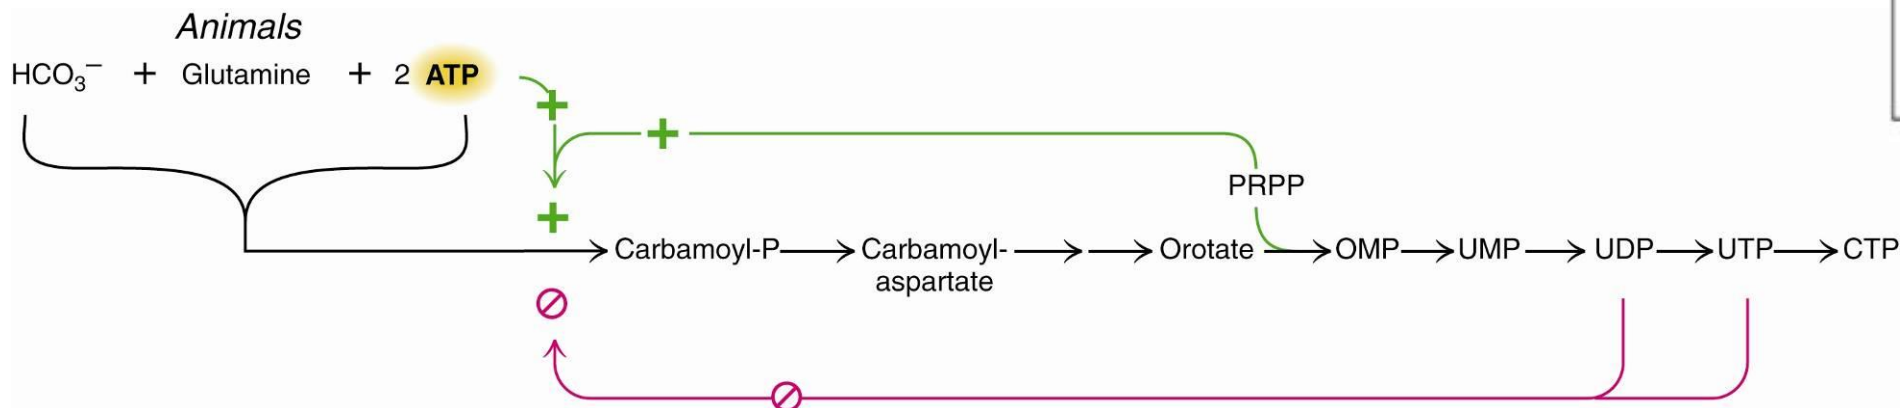 Animals
HCO₃⁻ + Glutamine + 2 ATP
+
+
PRPP
+
Carbamoyl-P Carbamoyl- Orotate OMP UMP UDP UTP CTP
aspartate